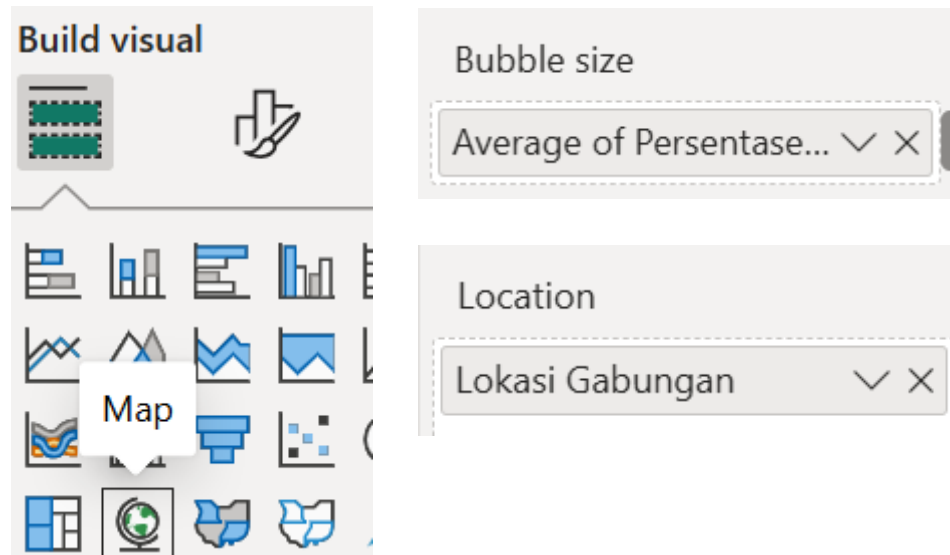 Build visual
Map
Bubble size
Average of Persentase...
Location
Lokasi Gabungan